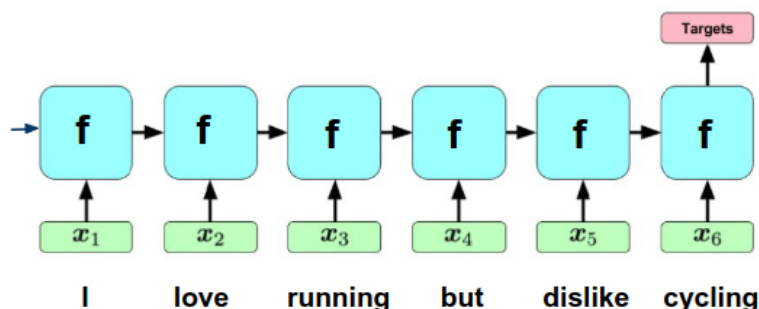 Targets
f f f f f f
x₁ x₂ x₃ x₄ x₅ x₆
I love running but dislike cycling